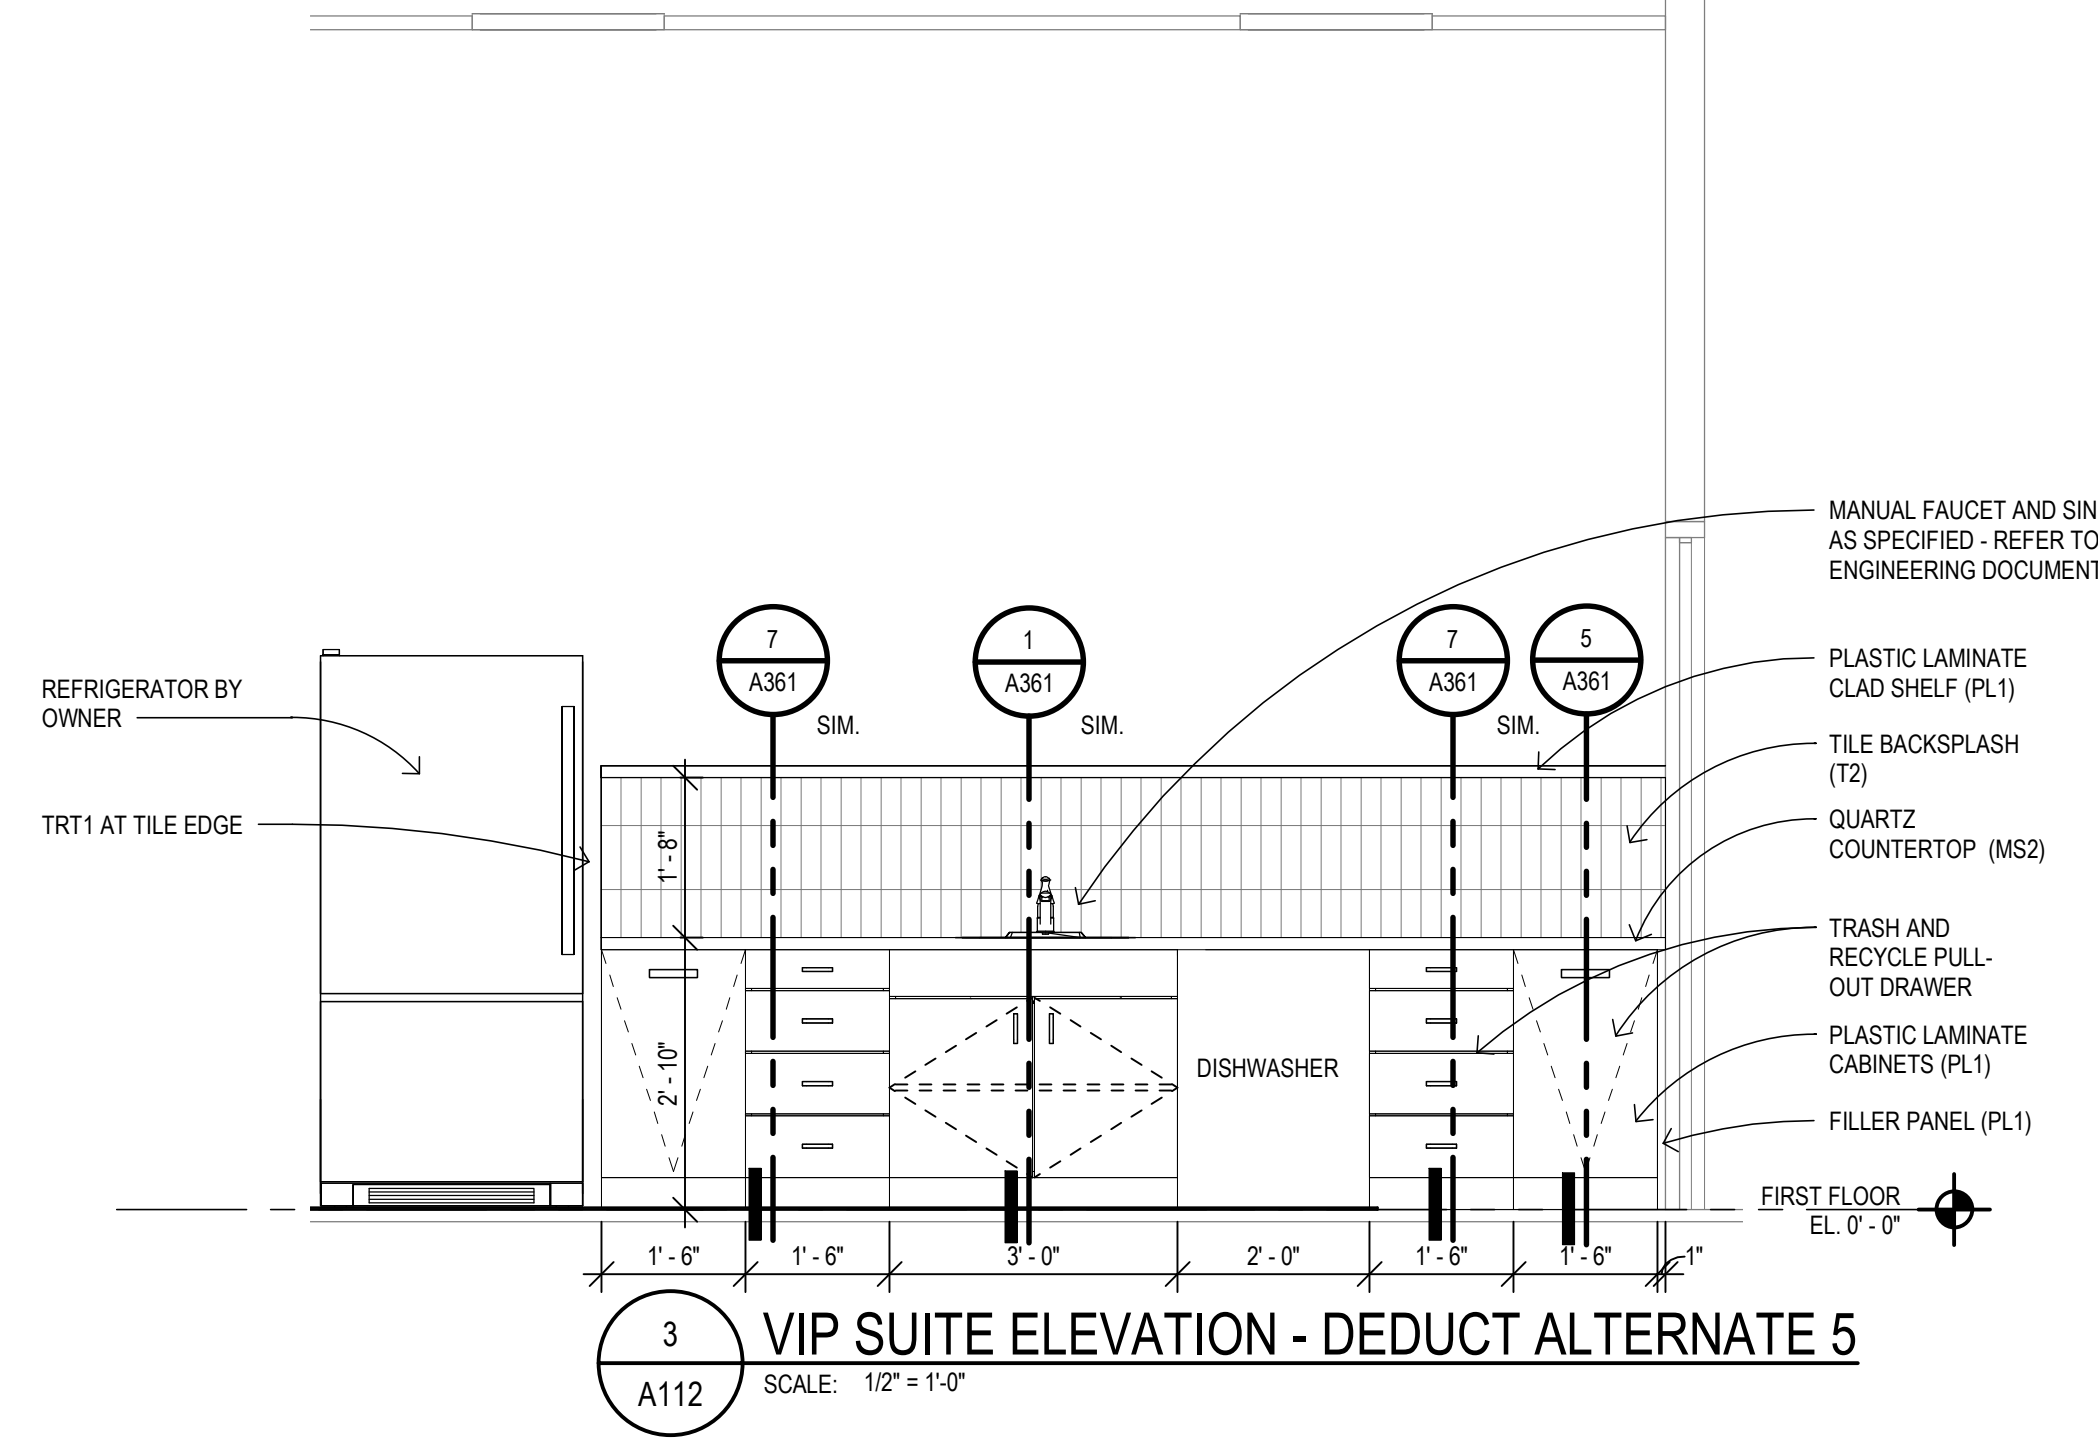 MANUAL FAUCET AND SIN
AS SPECIFIED - REFER TO
ENGINEERING DOCUMENT
7
A361
SIM.
1
A361
SIM.
7
A361
SIM.
5
A361
REFRIGERATOR BY
OWNER
TRT1 AT TILE EDGE
PLASTIC LAMINATE
CLAD SHELF (PL1)
TILE BACKSPLASH
(T2)
QUARTZ
COUNTERTOP (MS2)
TRASH AND
RECYCLE PULL-
OUT DRAWER
PLASTIC LAMINATE
CABINETS (PL1)
FILLER PANEL (PL1)
1' - 8"
2' - 10"
DISHWASHER
FIRST FLOOR
EL. 0' - 0"
1' - 6"
1' - 6"
3' - 0"
2' - 0"
1' - 6"
1' - 6"
1"
3
A112
VIP SUITE ELEVATION - DEDUCT ALTERNATE 5
SCALE: 1/2" = 1'-0"